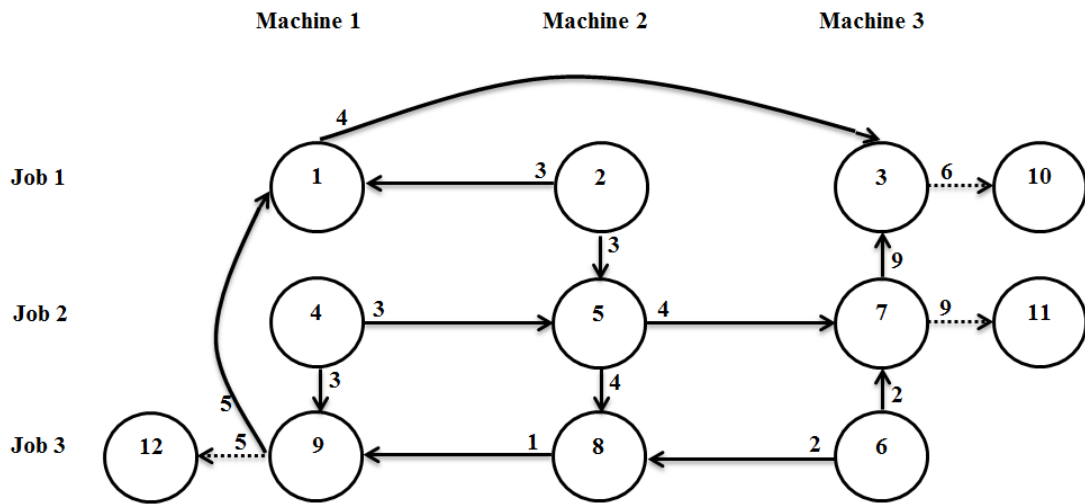 Machine 1 Machine 2 Machine 3
4
Job 1 1 3 2 3 6 10
3 9
Job 2 4 3 5 4 7 9 11
3 4 2
5
Job 3 12 5 9 1 8 2 6